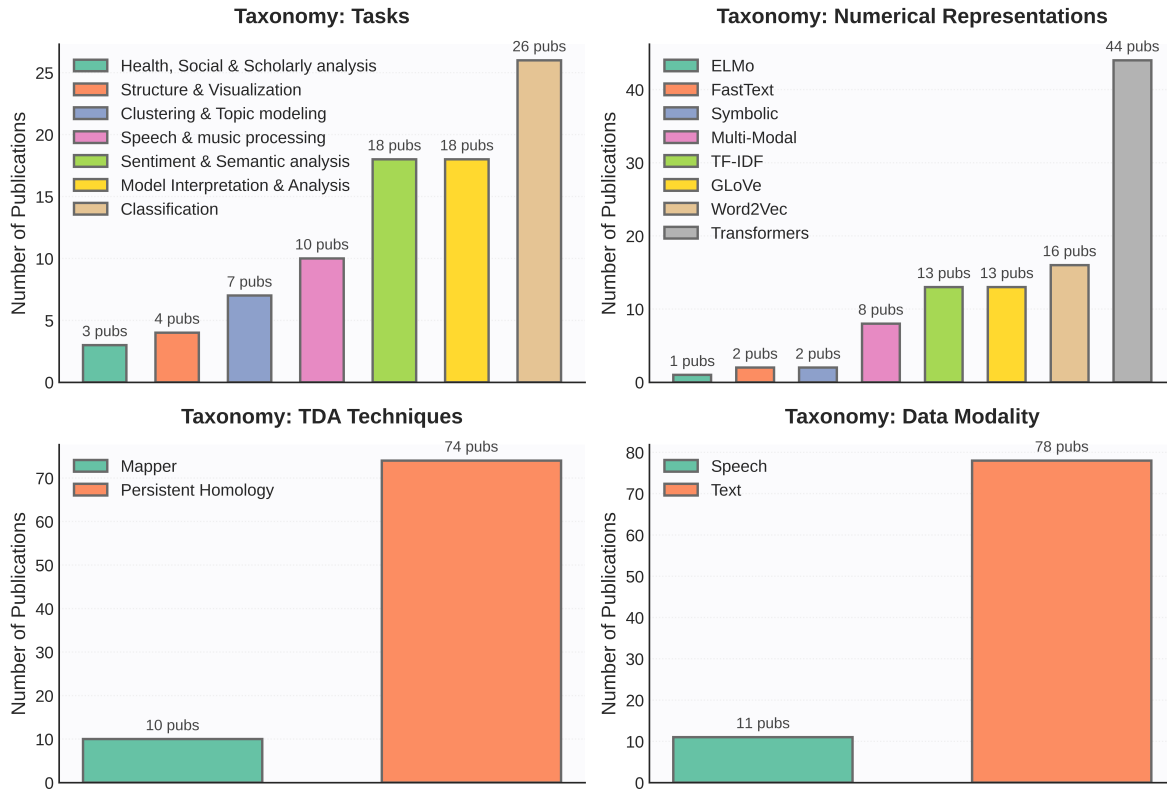 Taxonomy: Tasks
Number of Publications
25
20
15
10
5
0
Health, Social & Scholarly analysis
Structure & Visualization
Clustering & Topic modeling
Speech & music processing
Sentiment & Semantic analysis
Model Interpretation & Analysis
Classification
3 pubs
4 pubs
7 pubs
10 pubs
18 pubs
18 pubs
26 pubs
Taxonomy: Numerical Representations
Number of Publications
40
30
20
10
0
ELMo
FastText
Symbolic
Multi-Modal
TF-IDF
GLoVe
Word2Vec
Transformers
1 pubs
2 pubs
2 pubs
8 pubs
13 pubs
13 pubs
16 pubs
44 pubs
Taxonomy: TDA Techniques
Number of Publications
70
60
50
40
30
20
10
0
Mapper
Persistent Homology
10 pubs
74 pubs
Taxonomy: Data Modality
Number of Publications
80
70
60
50
40
30
20
10
0
Speech
Text
11 pubs
78 pubs